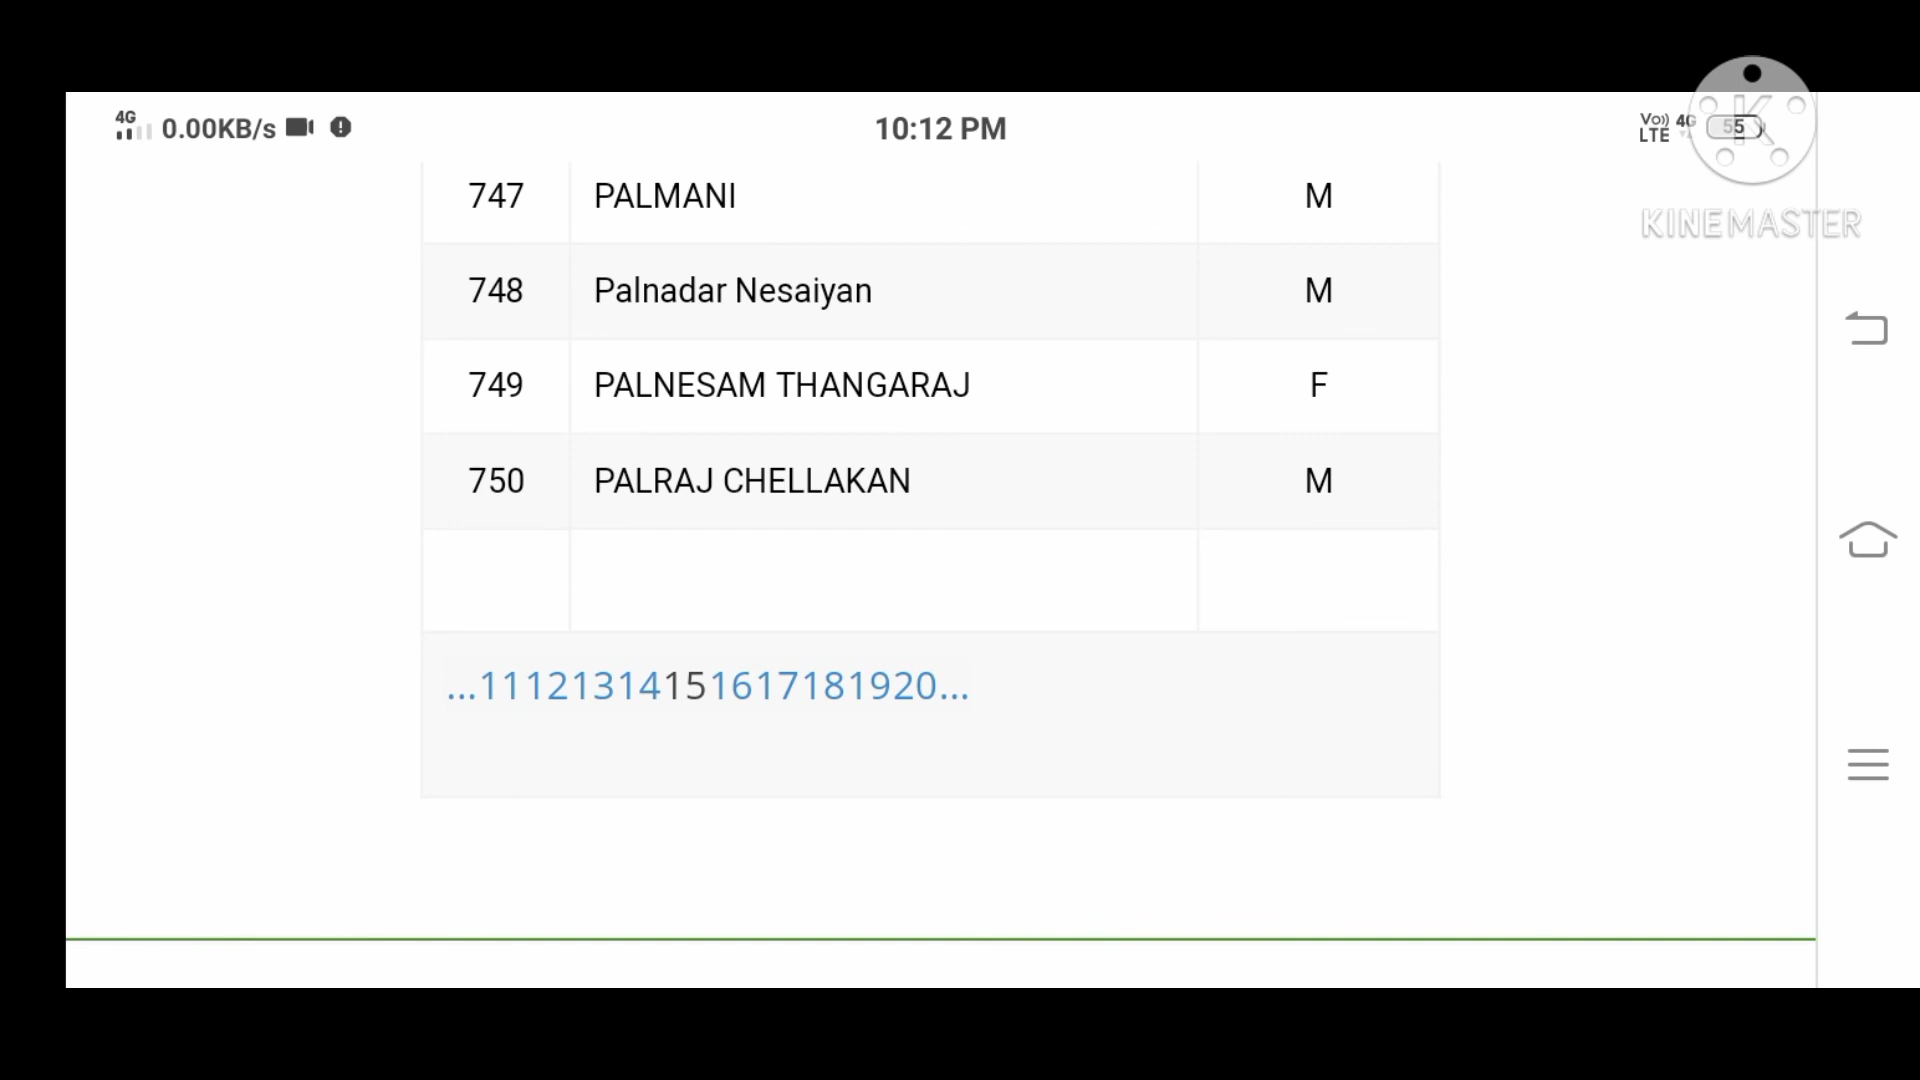 4G 0.00KB/s 10:12 PM Vo)) LTE 4G 55
K
KINEMASTER
747 PALMANI M
748 Palnadar Nesaiyan M
749 PALNESAM THANGARAJ F
750 PALRAJ CHELLAKAN M
...11121314151617181920...